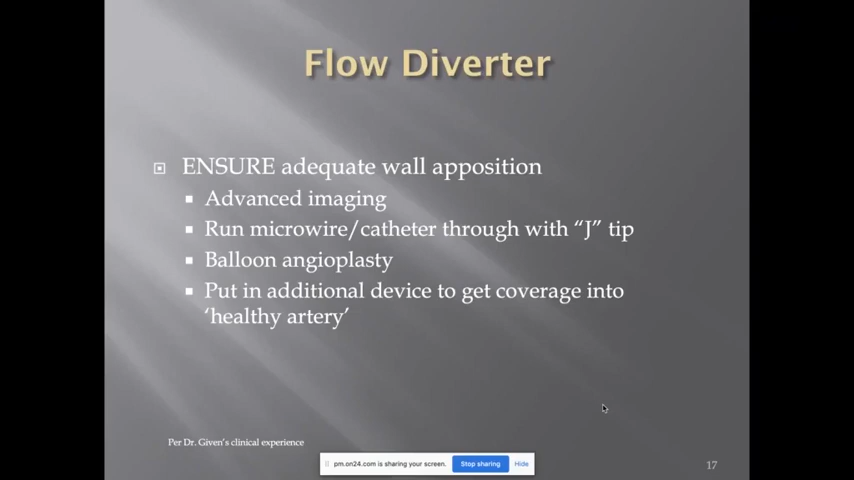 Flow Diverter
ENSURE adequate wall apposition
Advanced imaging
Run microwire/catheter through with “J” tip
Balloon angioplasty
Put in additional device to get coverage into
‘healthy artery’
Per Dr. Given’s clinical experience
pm.on24.com is sharing your screen. Stop sharing Hide
17